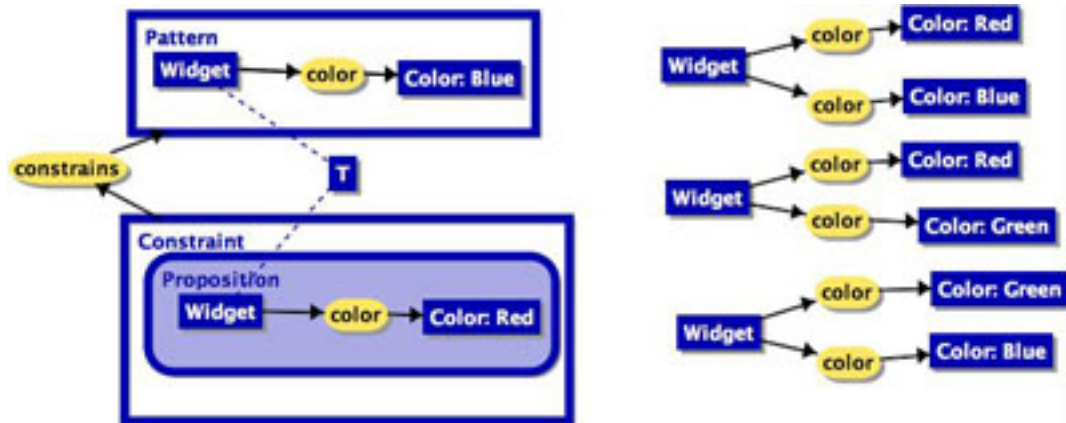 Pattern
Widget color Color: Blue
constrains
T
Constraint
Proposition
Widget color Color: Red
color Color: Red
Widget
color Color: Blue
color Color: Red
Widget
color Color: Green
color Color: Green
Widget
color Color: Blue